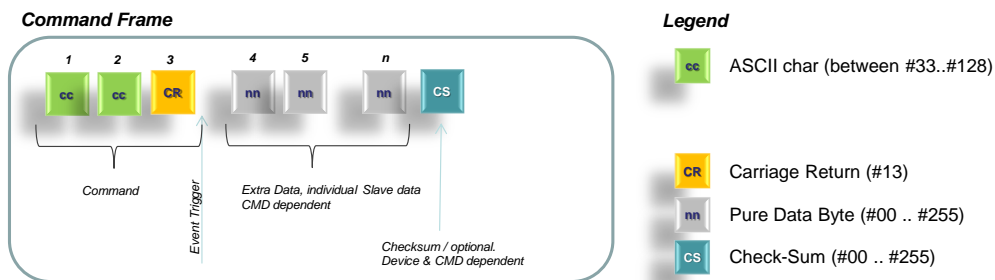 Command Frame
1 2 3 4 5 n
cc cc CR nn nn nn CS
Command
Event Trigger
Extra Data, individual Slave data
CMD dependent
Checksum / optional.
Device & CMD dependent
Legend
cc ASCII char (between #33..#128)
CR Carriage Return (#13)
nn Pure Data Byte (#00 .. #255)
CS Check-Sum (#00 .. #255)